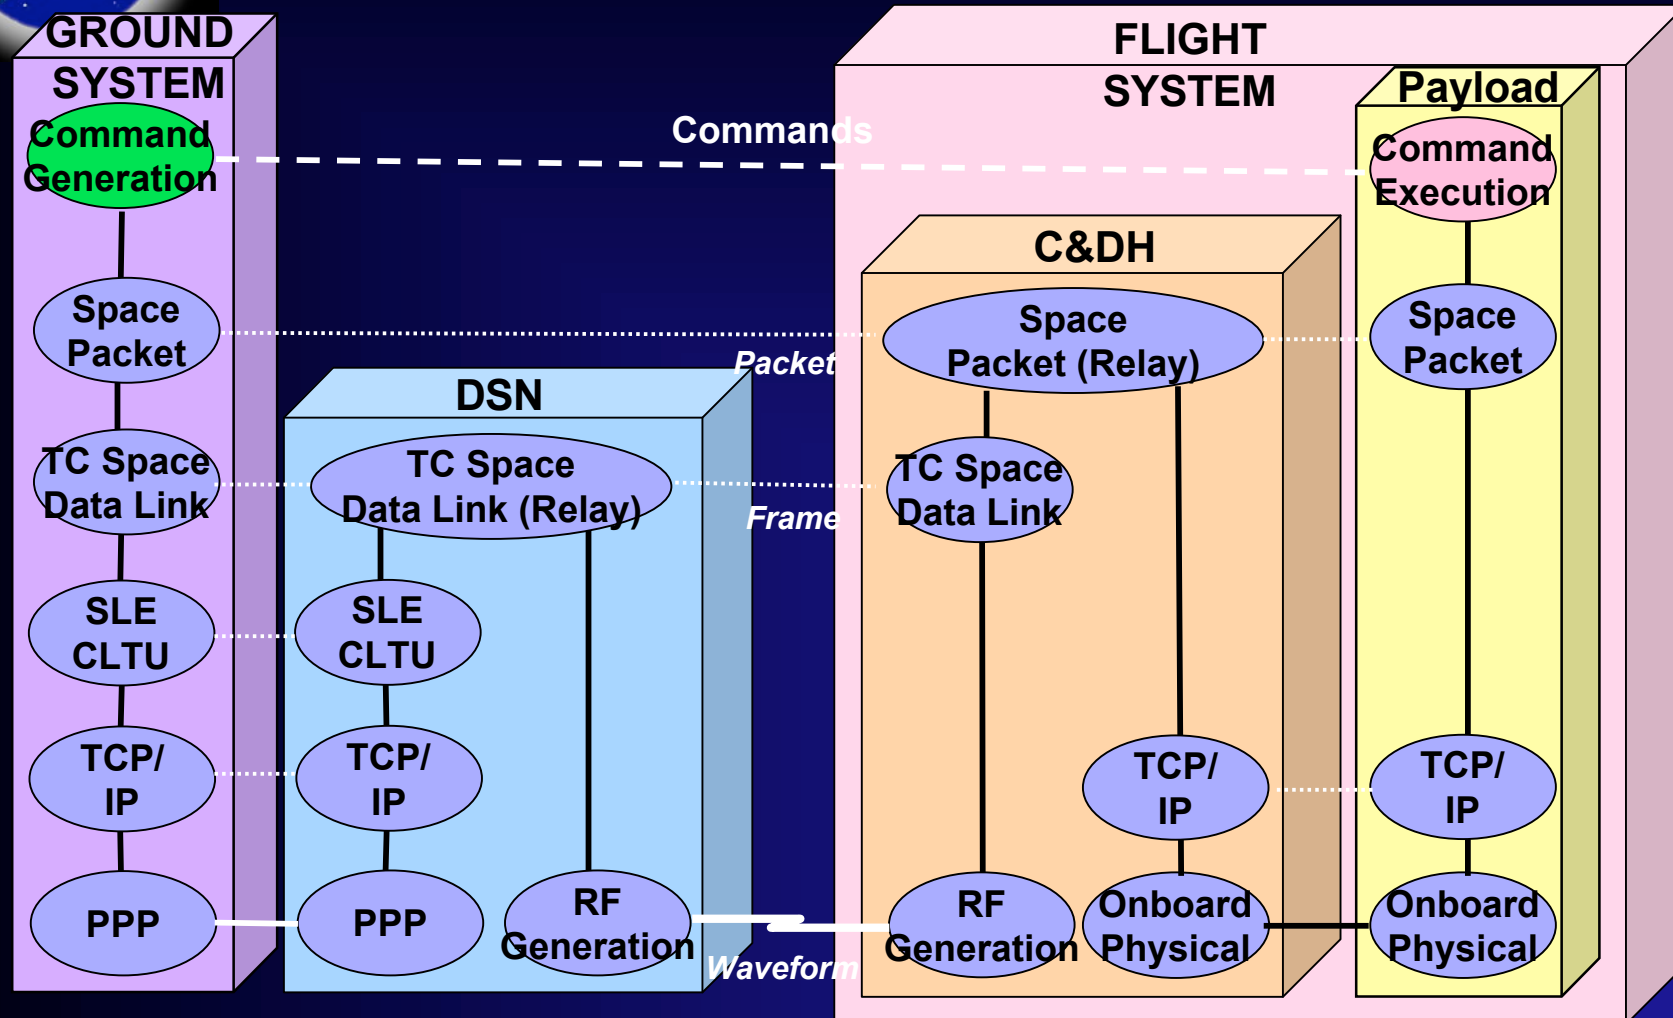 GROUND
SYSTEM
Command
Generation
Space
Packet
TC Space
Data Link
SLE
CLTU
TCP/
IP
PPP
DSN
TC Space
Data Link (Relay)
SLE
CLTU
TCP/
IP
PPP
RF
Generation
Commands
Packet
Frame
Waveform
FLIGHT
SYSTEM
C&DH
Space
Packet (Relay)
TC Space
Data Link
RF
Generation
TCP/
IP
Onboard
Physical
Payload
Command
Execution
Space
Packet
TCP/
IP
Onboard
Physical